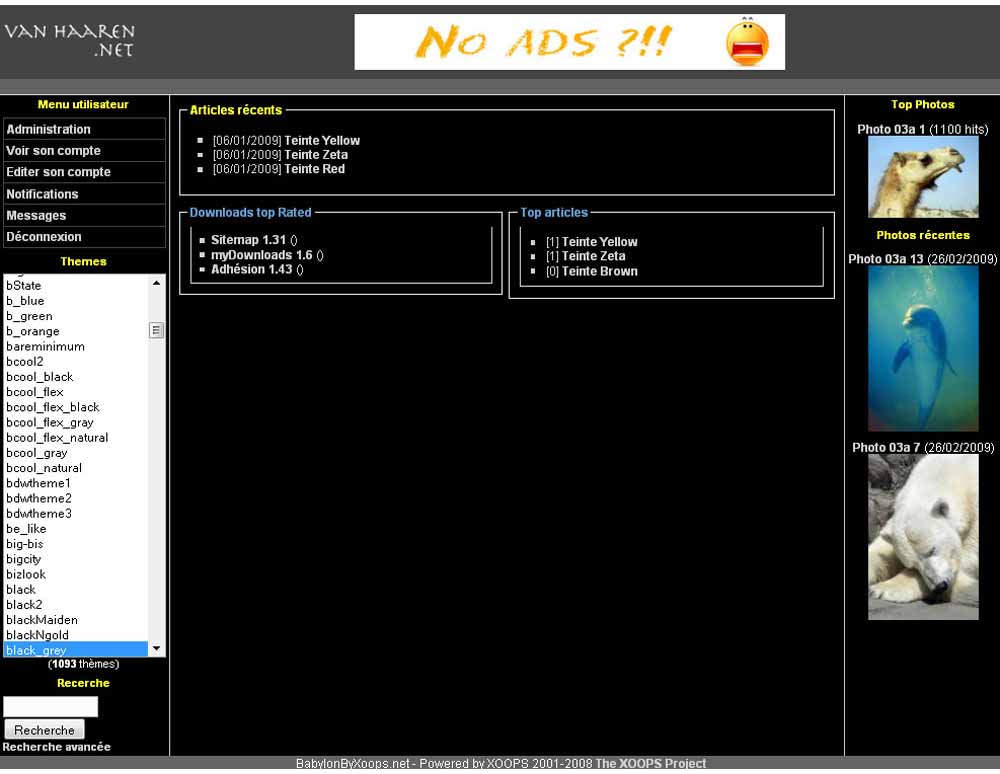 VAN HAAREN
.NET
No ADS ?!!
Menu utilisateur
Administration
Voir son compte
Editer son compte
Notifications
Messages
Déconnexion
Themes
bState
b_blue
b_green
b_orange
bareminimum
bcool2
bcool_black
bcool_flex
bcool_flex_black
bcool_flex_gray
bcool_flex_natural
bcool_gray
bcool_natural
bdwtheme1
bdwtheme2
bdwtheme3
be_like
big-bis
bigcity
bizlook
black
black2
blackMaiden
blackNgold
black_grey
(1093 thèmes)
Recerche
Recherche
Recherche avancée
Articles récents
[06/01/2009] Teinte Yellow
[06/01/2009] Teinte Zeta
[06/01/2009] Teinte Red
Downloads top Rated
Sitemap 1.31 ()
myDownloads 1.6 ()
Adhésion 1.43 ()
Top articles
[1] Teinte Yellow
[1] Teinte Zeta
[0] Teinte Brown
Top Photos
Photo 03a 1 (1100 hits)
Photos récentes
Photo 03a 13 (26/02/2009)
Photo 03a 7 (26/02/2009)
BabylonByXoops.net - Powered by XOOPS 2001-2008 The XOOPS Project